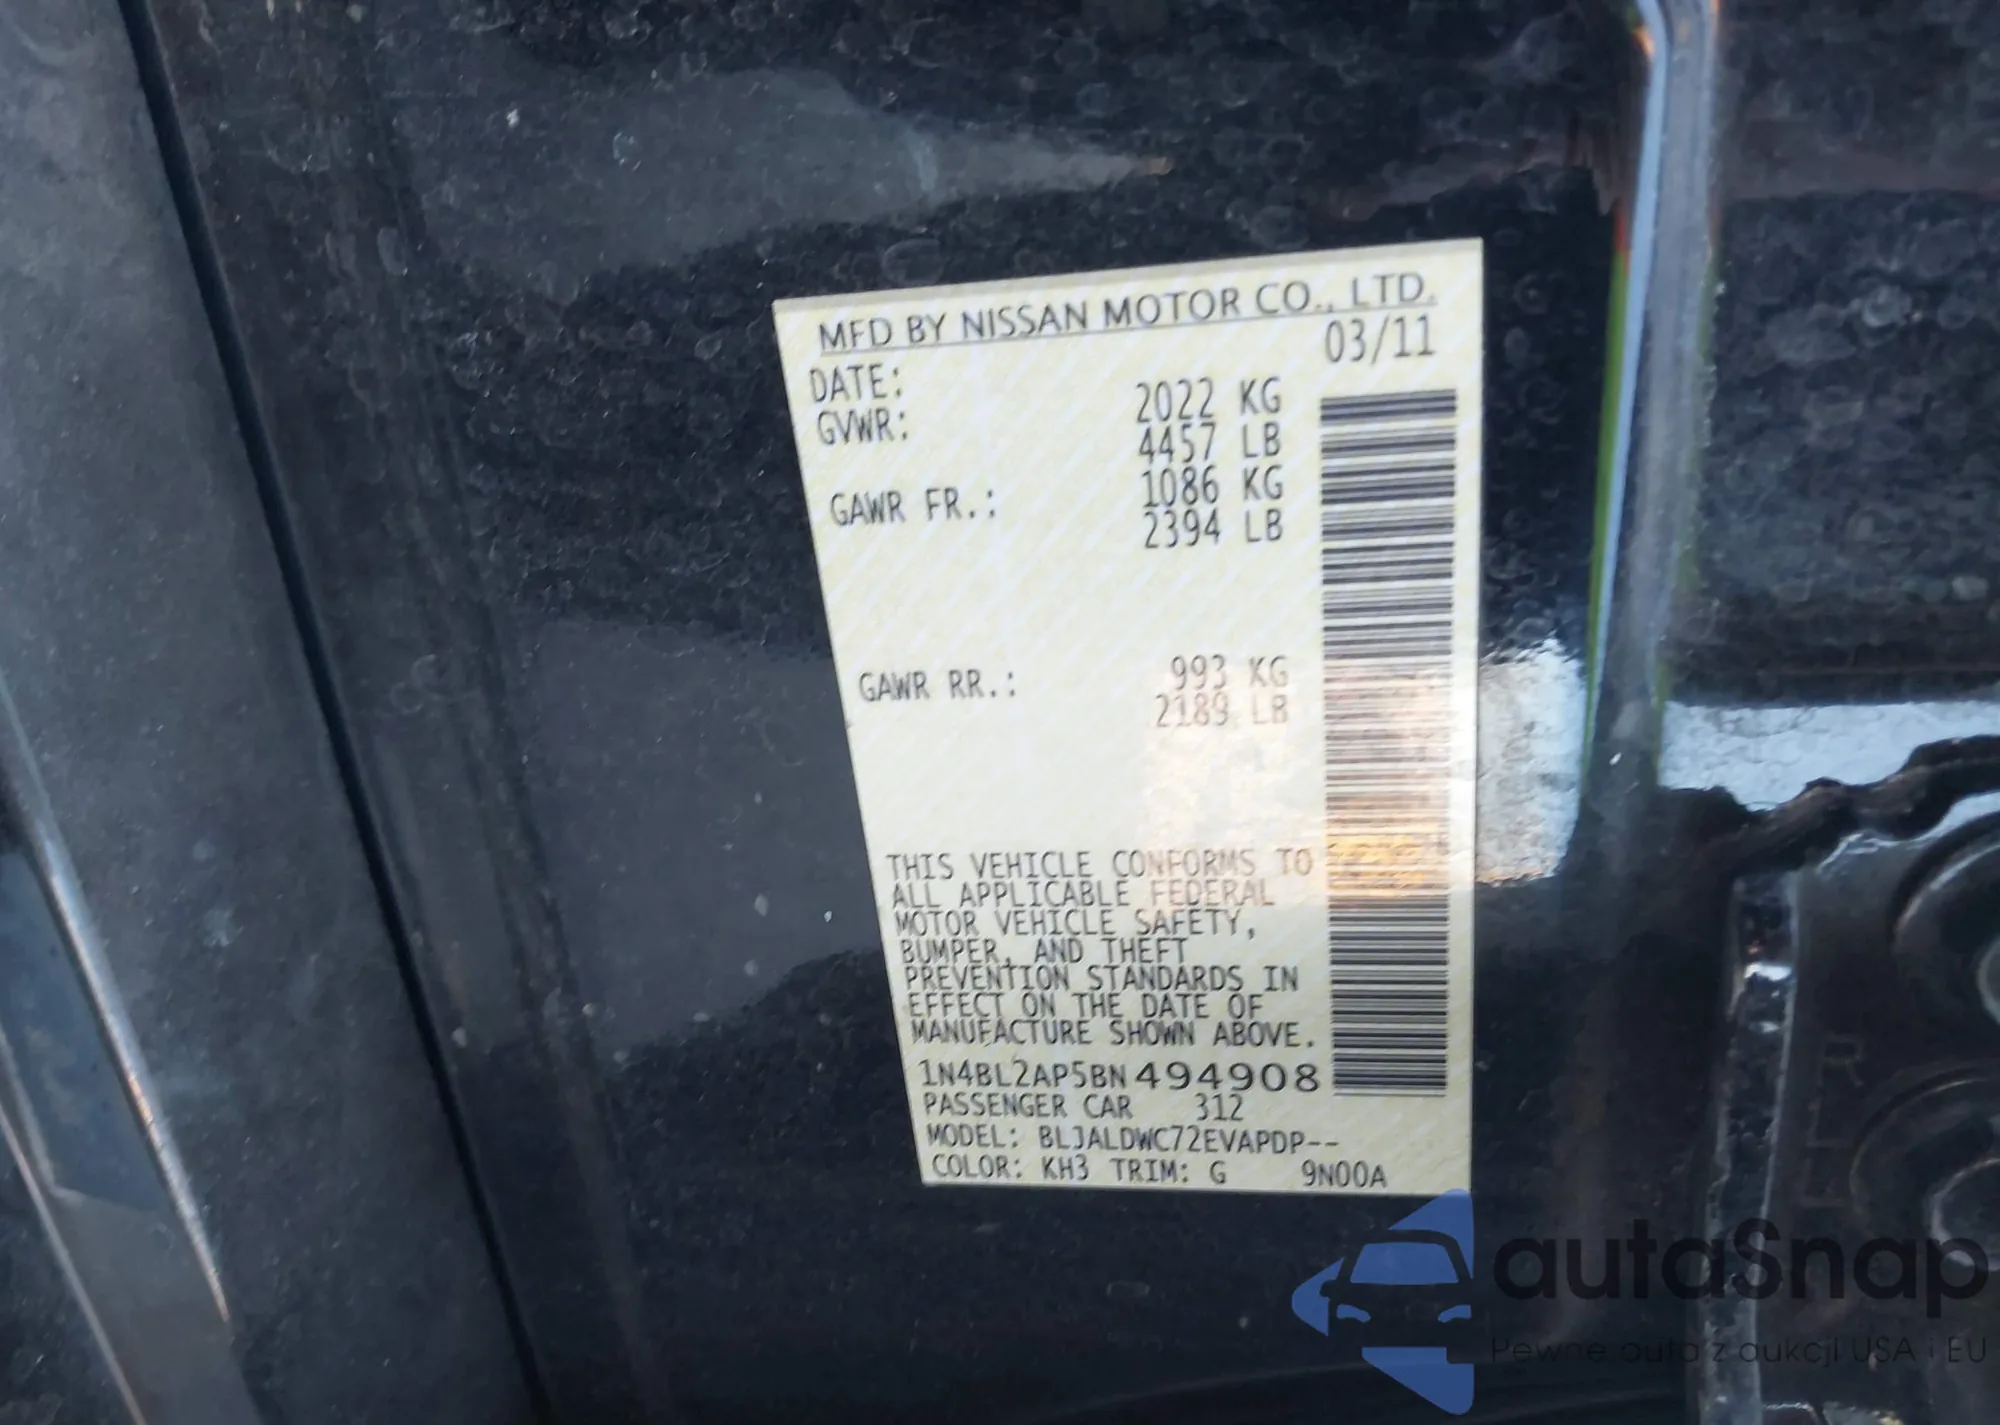 MFD BY NISSAN MOTOR CO., LTD.
DATE: 03/11
GVWR: 2022 KG
4457 LB
GAWR FR.: 1086 KG
2394 LB
GAWR RR.: 993 KG
2189 LB
THIS VEHICLE CONFORMS TO
ALL APPLICABLE FEDERAL
MOTOR VEHICLE SAFETY,
BUMPER, AND THEFT
PREVENTION STANDARDS IN
EFFECT ON THE DATE OF
MANUFACTURE SHOWN ABOVE.
1N4BL2AP5BN494908
PASSENGER CAR 312
MODEL: BLJALDWC72EVAPDP--
COLOR: KH3 TRIM: G 9N00A
autaSnap
Pewne auta z aukcji USA i EU